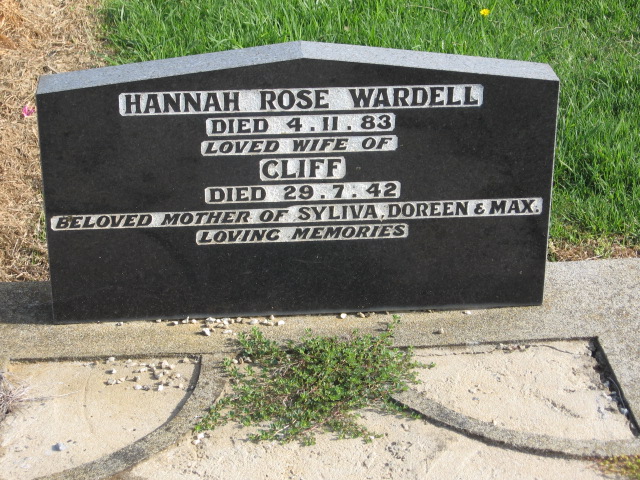 HANNAH ROSE WARDELL
DIED 4.11.83
LOVED WIFE OF
CLIFF
DIED 29.7.42
BELOVED MOTHER OF SYLIVA, DOREEN & MAX.
LOVING MEMORIES